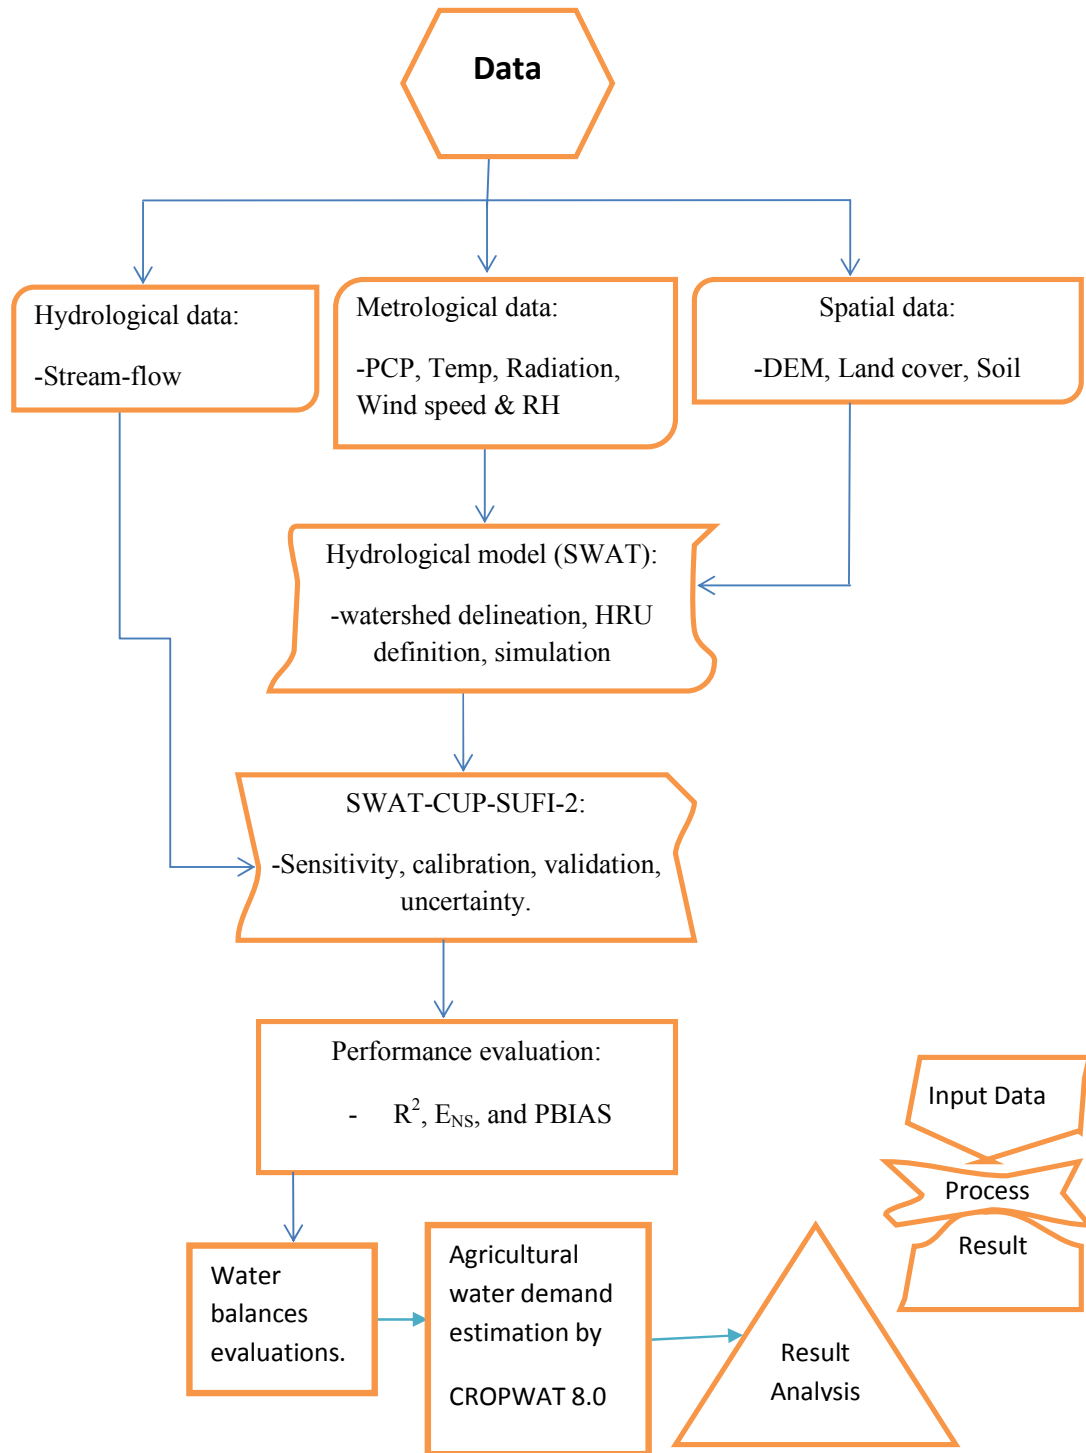 Data
Hydrological data:
-Stream-flow
Metrological data:
-PCP, Temp, Radiation,
Wind speed & RH
Spatial data:
-DEM, Land cover, Soil
Hydrological model (SWAT):
-watershed delineation, HRU
definition, simulation
SWAT-CUP-SUFI-2:
-Sensitivity, calibration, validation,
uncertainty.
Performance evaluation:
- R², E_NS, and PBIAS
Input Data
Process
Result
Water
balances
evaluations.
Agricultural
water demand
estimation by
CROPWAT 8.0
Result
Analysis